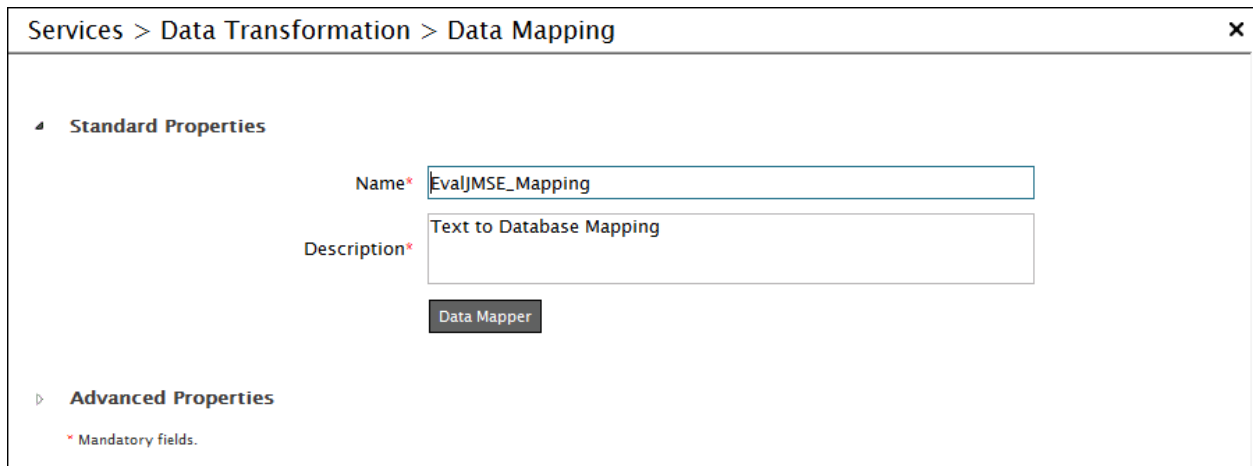 Services > Data Transformation > Data Mapping
Standard Properties
Name* EvalJMSE_Mapping
Description* Text to Database Mapping
Data Mapper
Advanced Properties
* Mandatory fields.